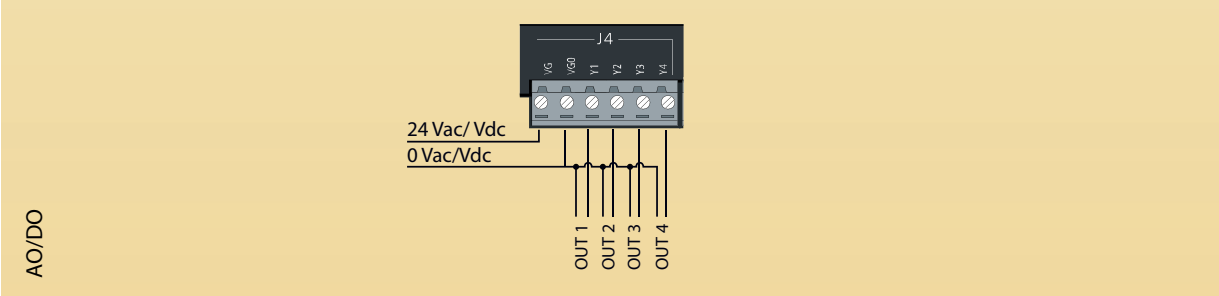 J4
VG
VG0
Y1
Y2
Y3
Y4
24 Vac/ Vdc
0 Vac/Vdc
OUT 1
OUT 2
OUT 3
OUT 4
AO/DO